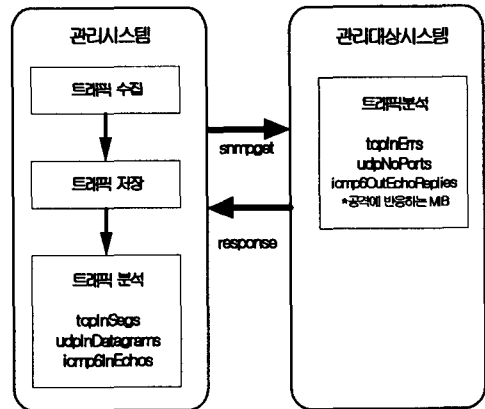 관리시스템
트래픽 수집
트래픽 저장
트래픽 분석
tcpInSegs
udpInDatagrams
icmp6InEchos
snmpget
response
관리대상시스템
트래픽분석
tcpInErrs
udpNoPorts
icmp6OutEchoReplies
*공격에 반응하는 MIB